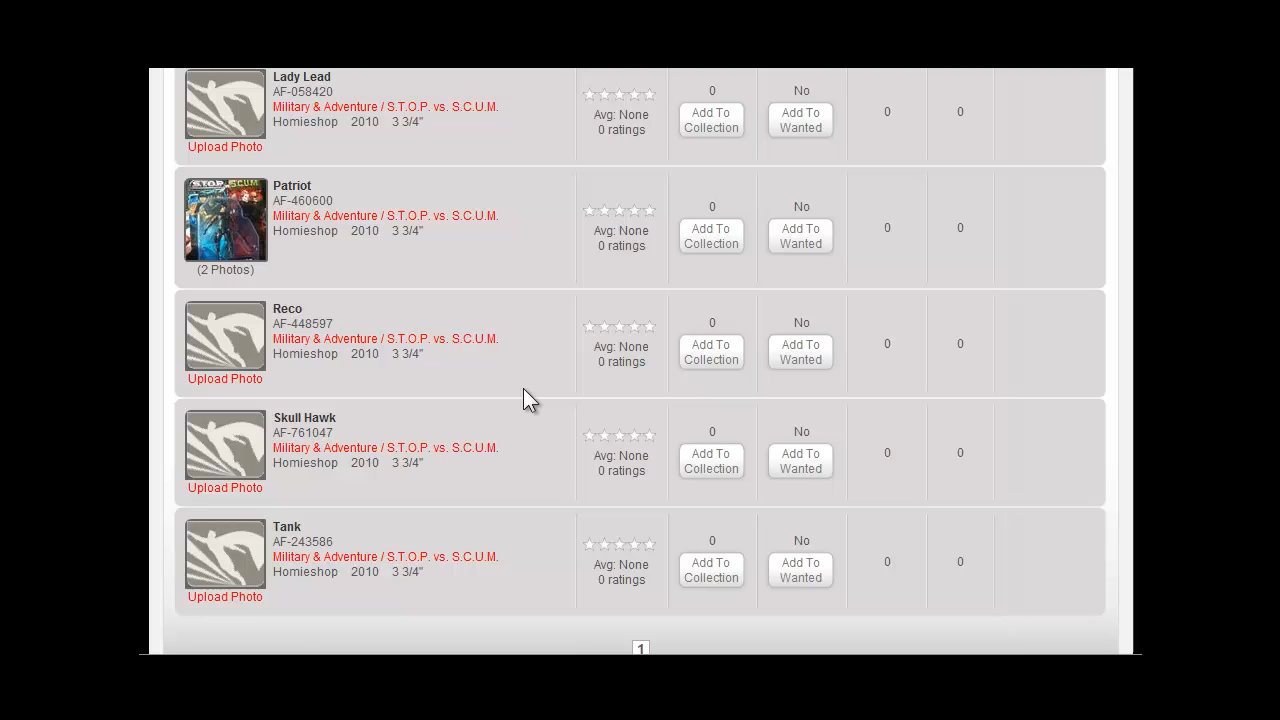 Lady Lead
AF-058420
Military & Adventure / S.T.O.P. vs. S.C.U.M.
Homieshop 2010 3 3/4"
Upload Photo
Avg: None
0 ratings
0
Add To
Collection
No
Add To
Wanted
0
0
STOP SCUM
Patriot
AF-460600
Military & Adventure / S.T.O.P. vs. S.C.U.M.
Homieshop 2010 3 3/4"
(2 Photos)
Avg: None
0 ratings
0
Add To
Collection
No
Add To
Wanted
0
0
Reco
AF-448597
Military & Adventure / S.T.O.P. vs. S.C.U.M.
Homieshop 2010 3 3/4"
Upload Photo
Avg: None
0 ratings
0
Add To
Collection
No
Add To
Wanted
0
0
Skull Hawk
AF-761047
Military & Adventure / S.T.O.P. vs. S.C.U.M.
Homieshop 2010 3 3/4"
Upload Photo
Avg: None
0 ratings
0
Add To
Collection
No
Add To
Wanted
0
0
Tank
AF-243586
Military & Adventure / S.T.O.P. vs. S.C.U.M.
Homieshop 2010 3 3/4"
Upload Photo
Avg: None
0 ratings
0
Add To
Collection
No
Add To
Wanted
0
0
1